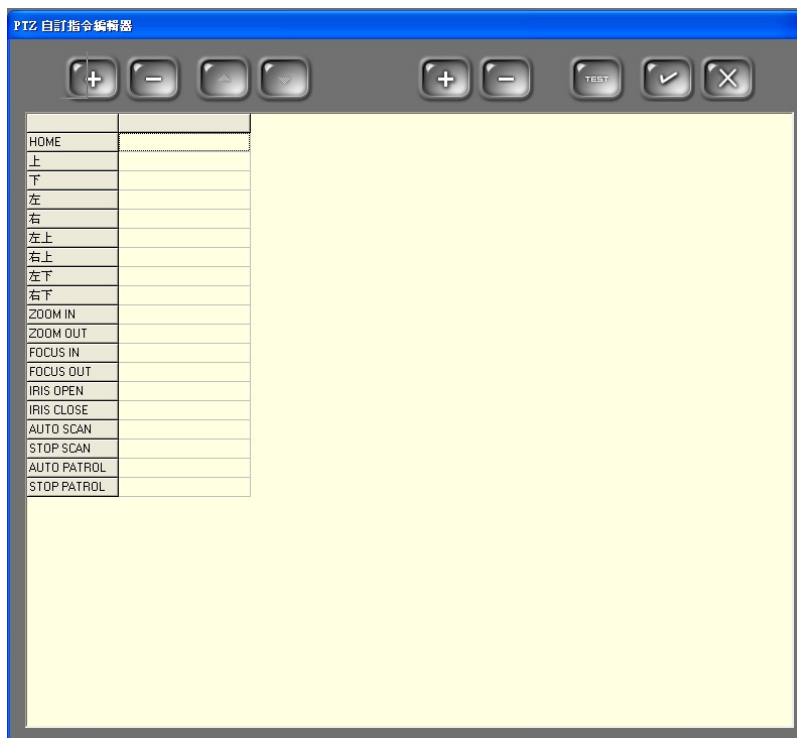 PTZ 自訂指令編輯器
TEST
HOME
上
下
左
右
左上
右上
左下
右下
ZOOM IN
ZOOM OUT
FOCUS IN
FOCUS OUT
IRIS OPEN
IRIS CLOSE
AUTO SCAN
STOP SCAN
AUTO PATROL
STOP PATROL